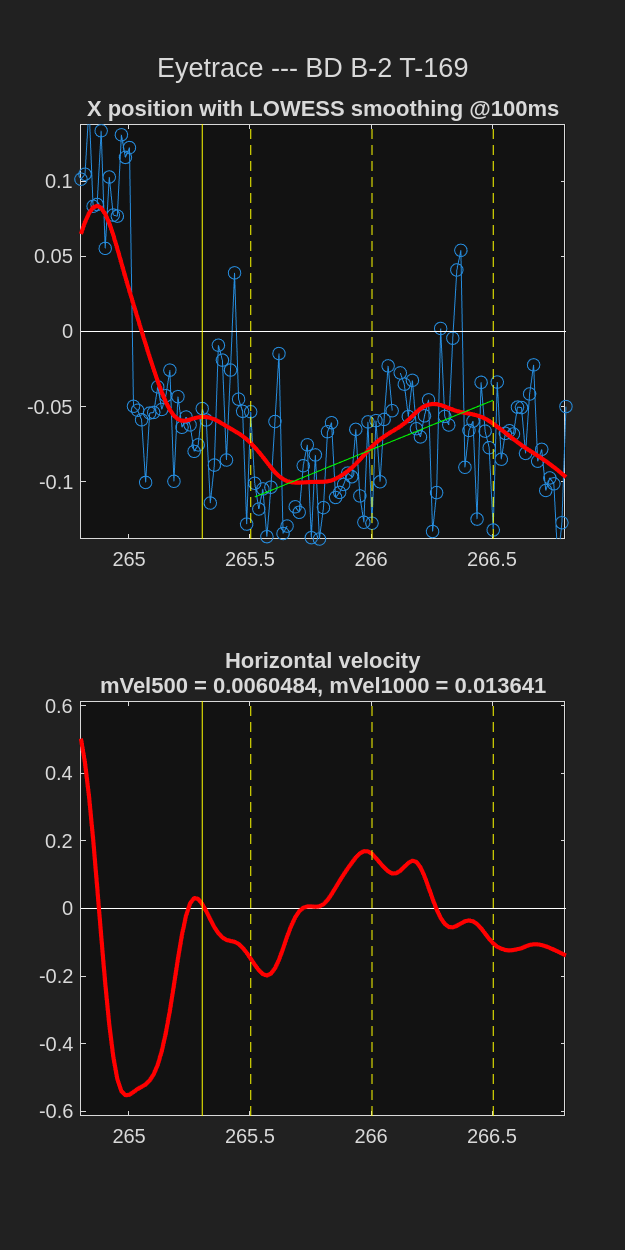 Eyetrace --- BD B-2 T-169
X position with LOWESS smoothing @100ms
0.1
0.05
0
-0.05
-0.1
265 265.5 266 266.5
Horizontal velocity
mVel500 = 0.0060484, mVel1000 = 0.013641
0.6
0.4
0.2
0
-0.2
-0.4
-0.6
265 265.5 266 266.5